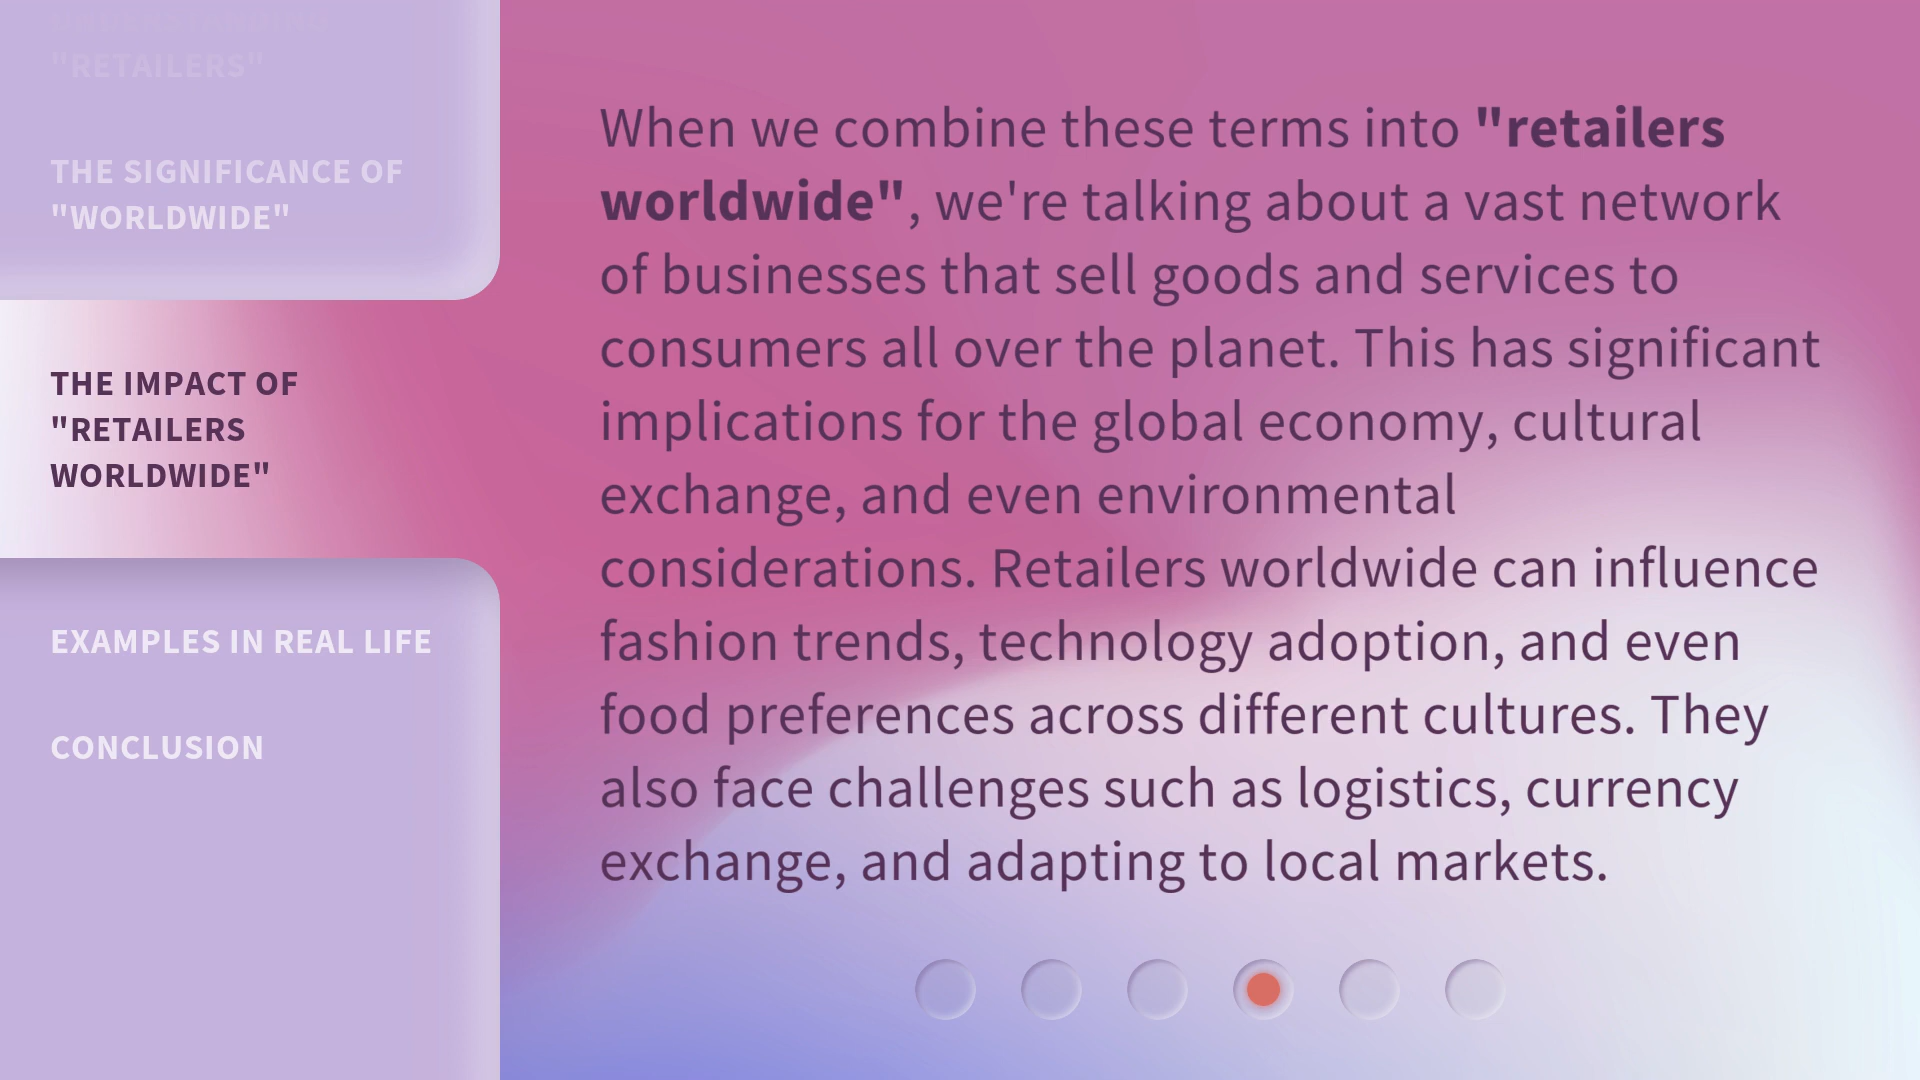 UNDERSTANDING
"RETAILERS"
THE SIGNIFICANCE OF
"WORLDWIDE"
THE IMPACT OF
"RETAILERS
WORLDWIDE"
EXAMPLES IN REAL LIFE
CONCLUSION
When we combine these terms into "retailers
worldwide", we're talking about a vast network
of businesses that sell goods and services to
consumers all over the planet. This has significant
implications for the global economy, cultural
exchange, and even environmental
considerations. Retailers worldwide can influence
fashion trends, technology adoption, and even
food preferences across different cultures. They
also face challenges such as logistics, currency
exchange, and adapting to local markets.